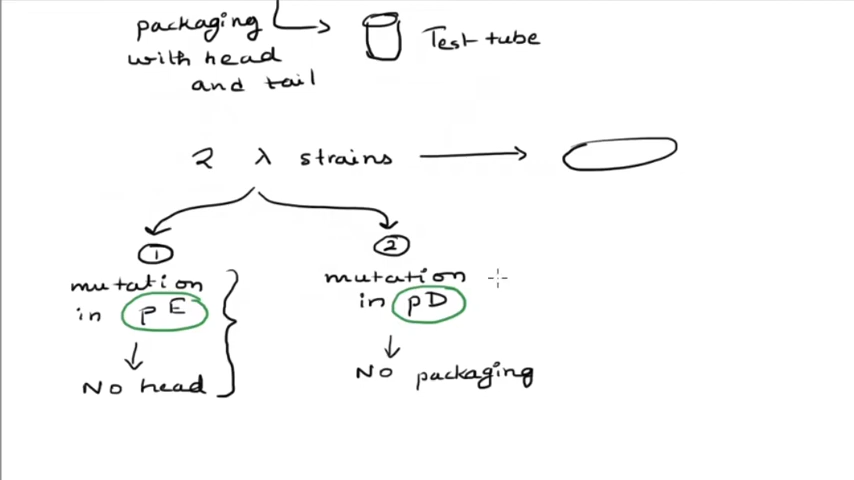 packaging
with head
and tail
Test tube
2 λ strains
1
mutation
in pE
No head
2
mutation
in pD
No packaging